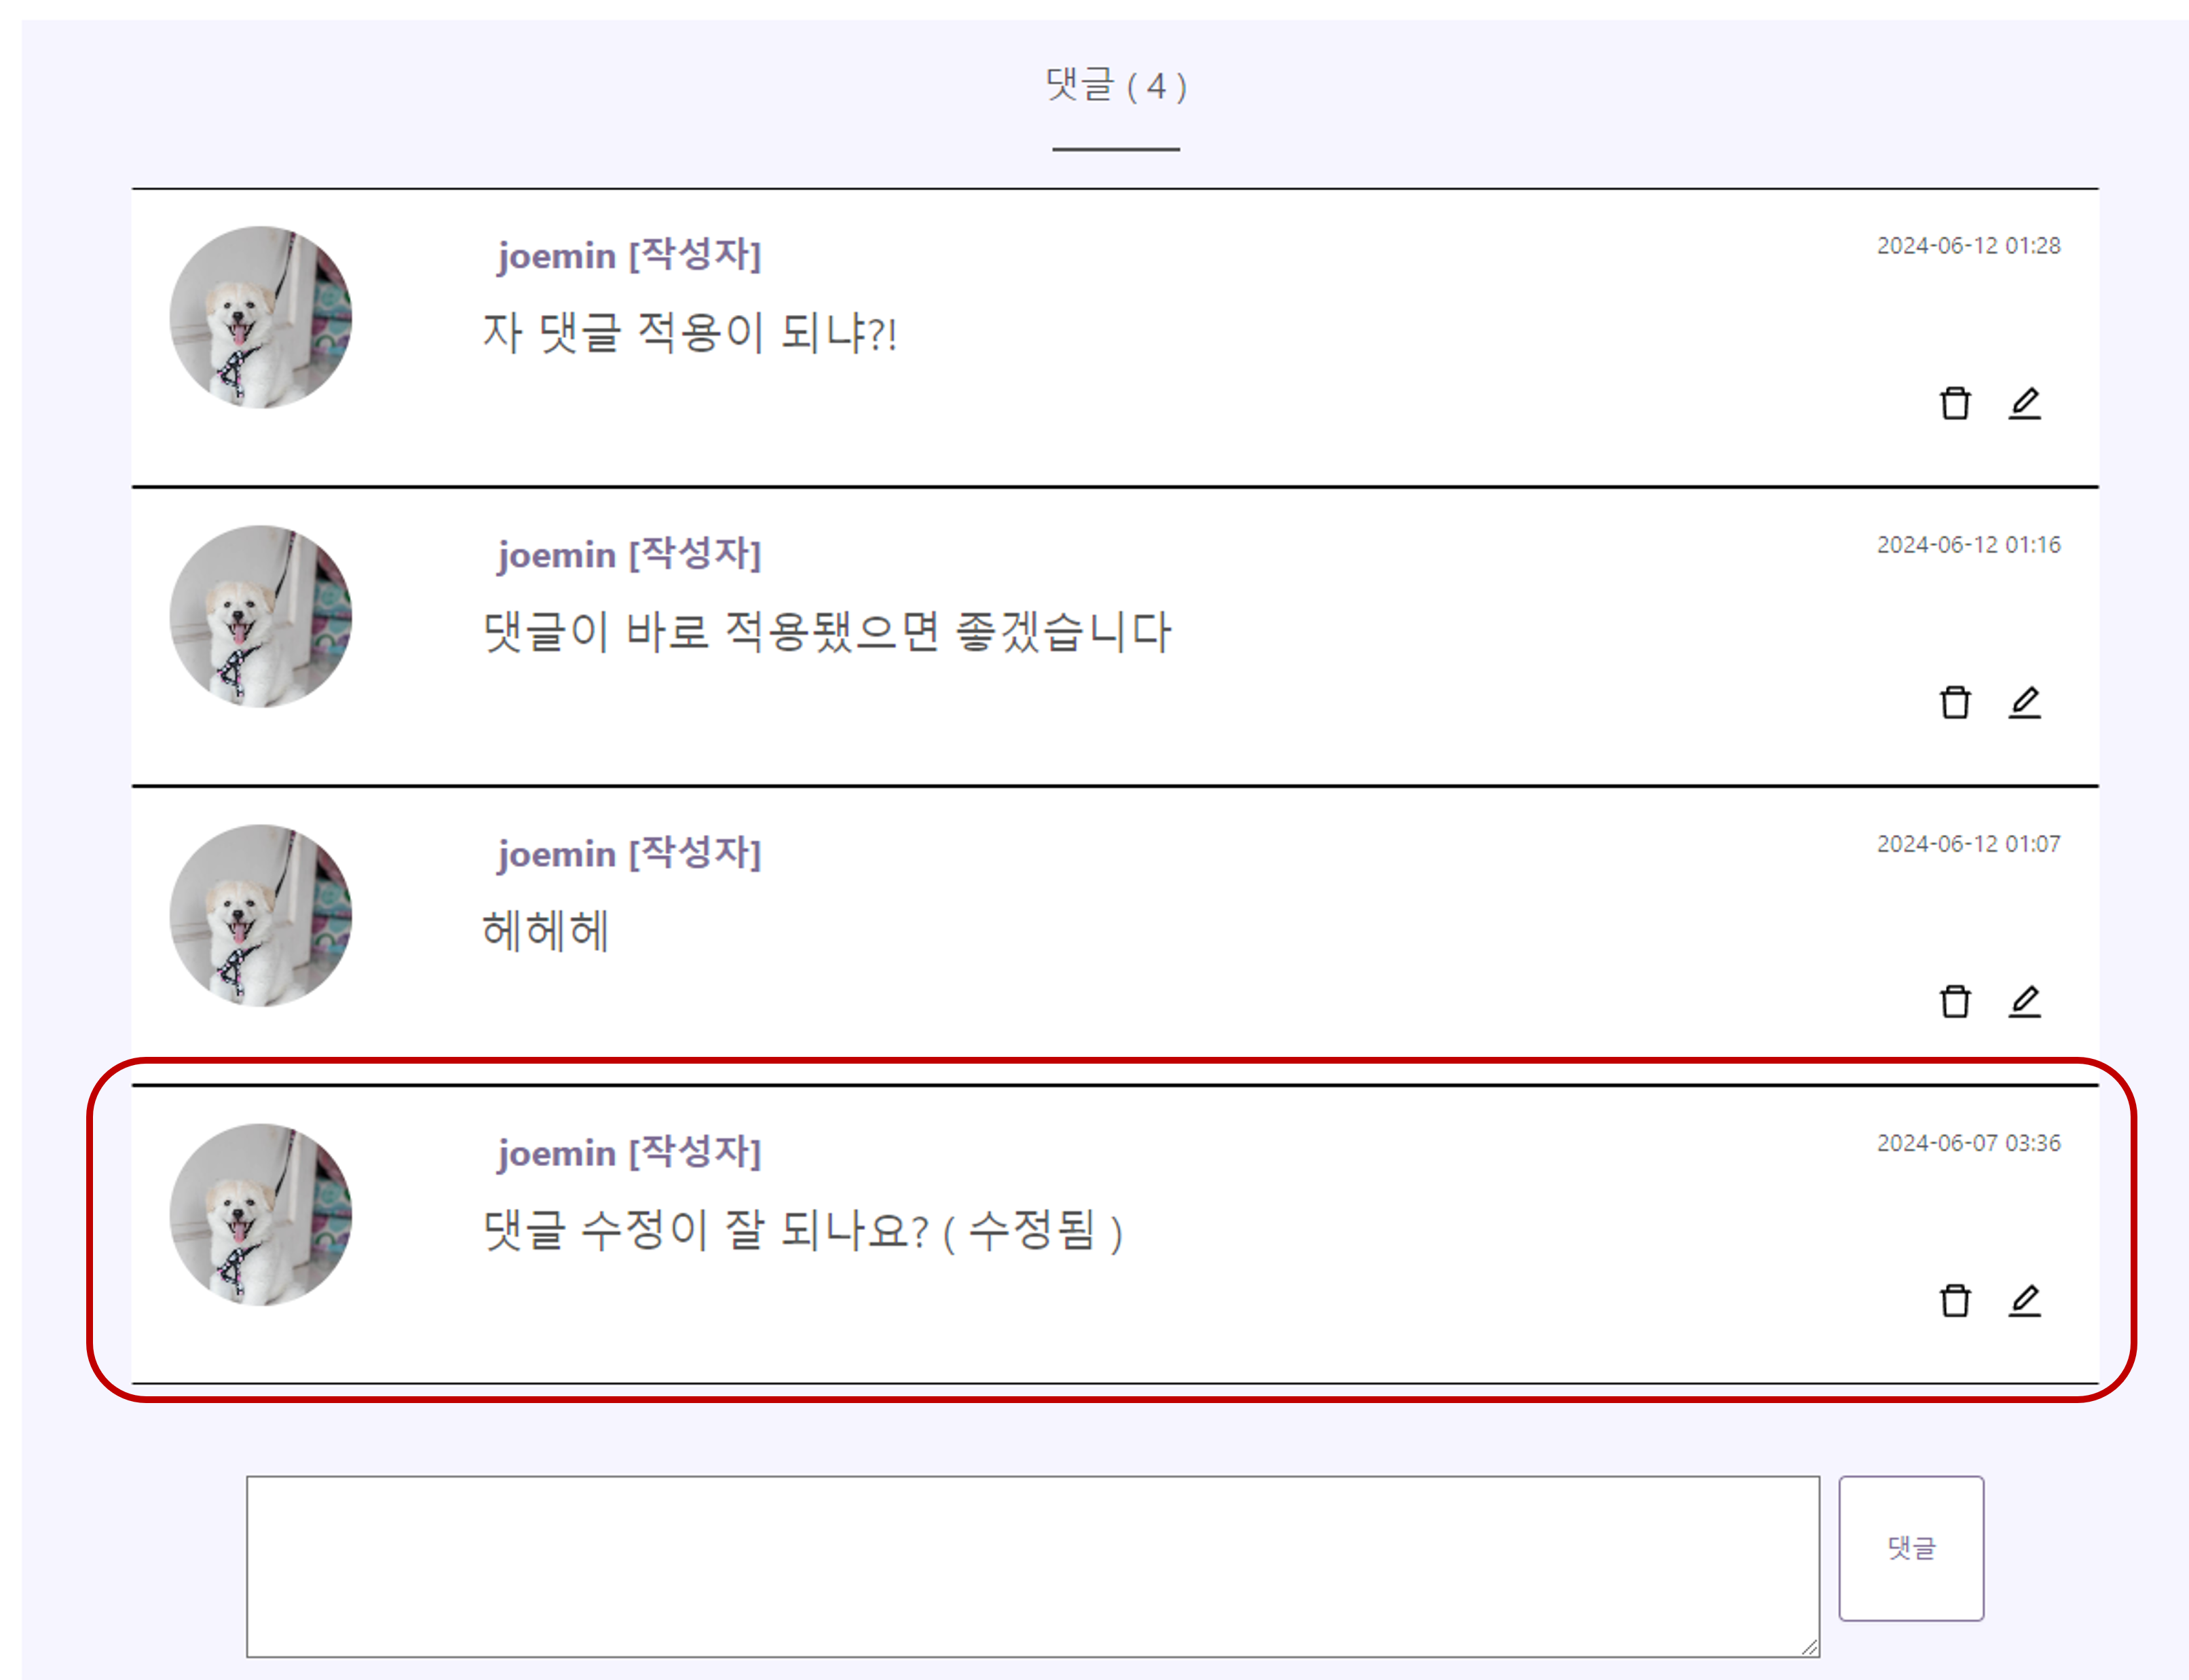 댓글 ( 4 )
joemin [작성자]
2024-06-12 01:28
자 댓글 적용이 되냐?!
joemin [작성자]
2024-06-12 01:16
댓글이 바로 적용됐으면 좋겠습니다
joemin [작성자]
2024-06-12 01:07
헤헤헤
joemin [작성자]
2024-06-07 03:36
댓글 수정이 잘 되나요? ( 수정됨 )
댓글